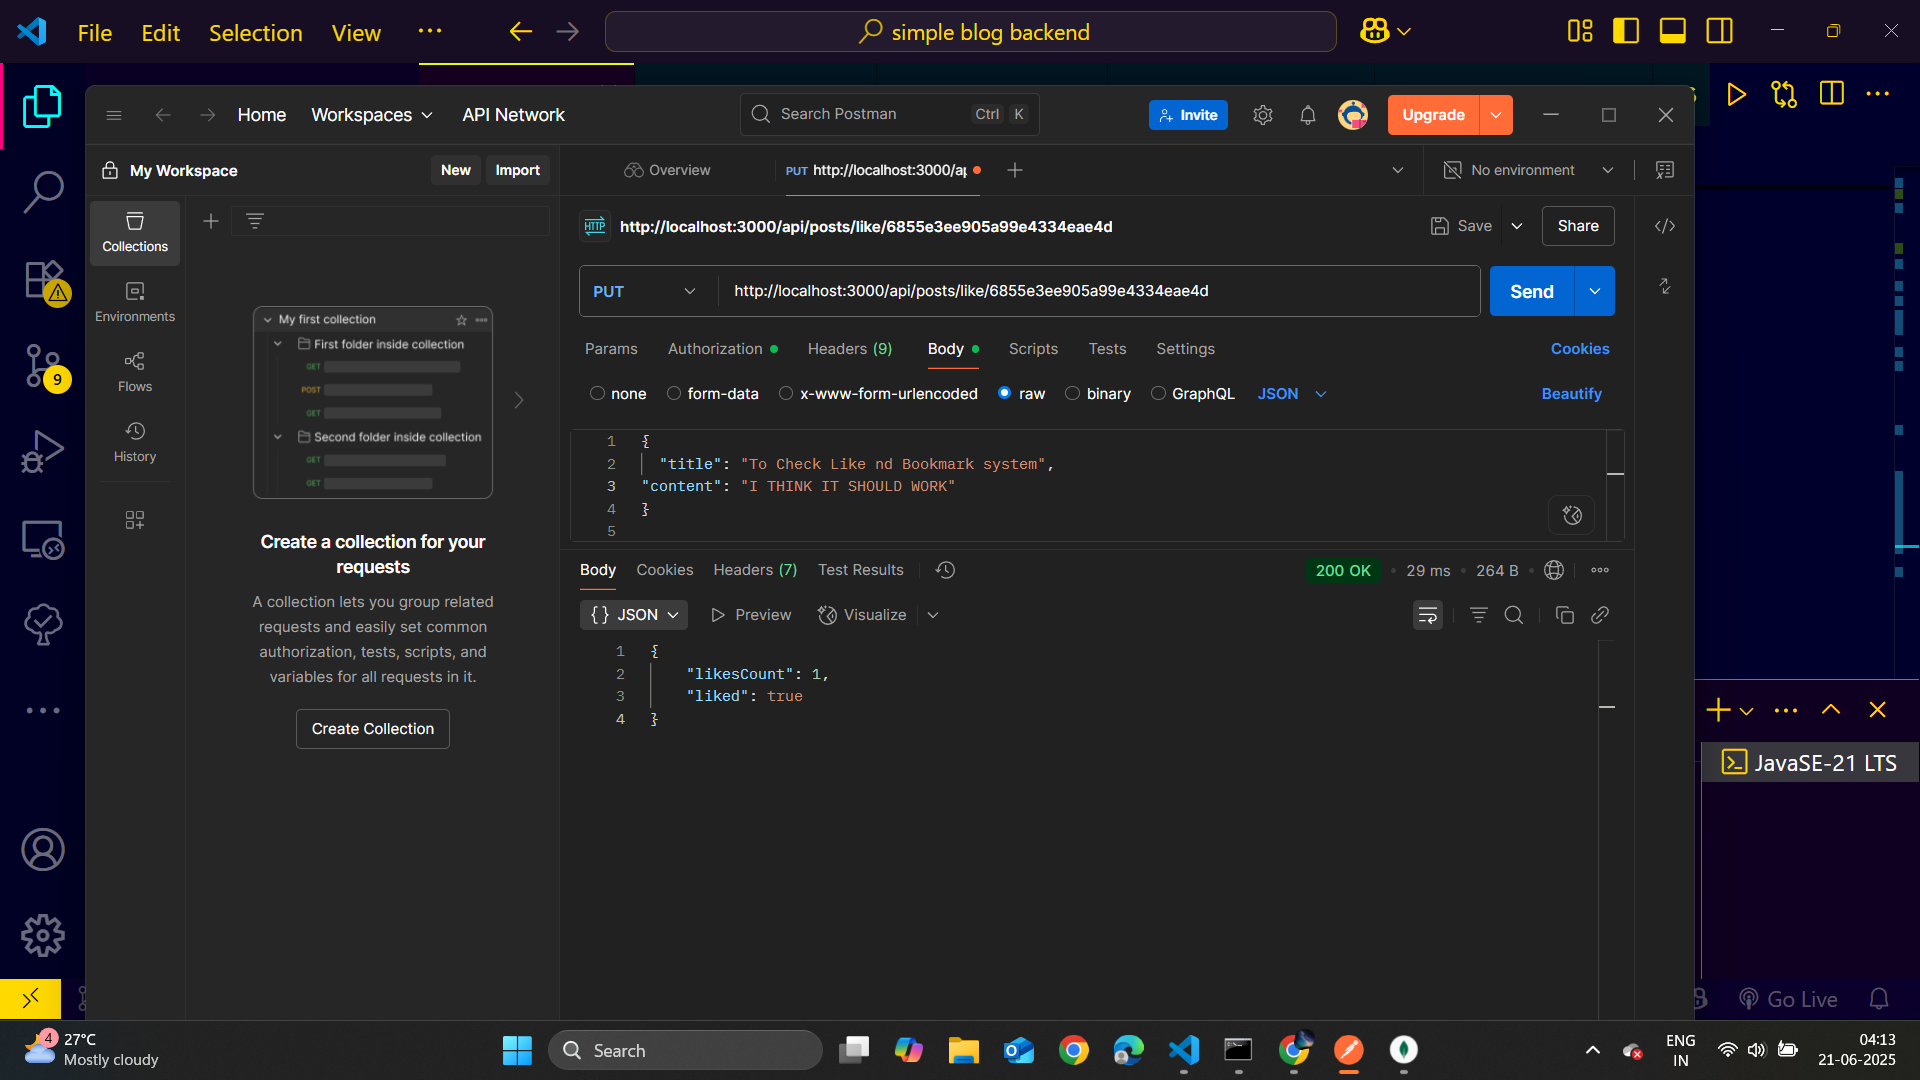 File Edit Selection View ··· simple blog backend
Home Workspaces API Network Search Postman Ctrl K Invite Upgrade
My Workspace New Import Overview PUT http://localhost:3000/ap No environment
Collections
Environments
Flows
History
My first collection
First folder inside collection
GET
POST
GET
Second folder inside collection
GET
GET
GET
Create a collection for your
requests
A collection lets you group related
requests and easily set common
authorization, tests, scripts, and
variables for all requests in it.
Create Collection
HTTP http://localhost:3000/api/posts/like/6855e3ee905a99e4334eae4d Save Share
PUT http://localhost:3000/api/posts/like/6855e3ee905a99e4334eae4d Send
Params Authorization Headers (9) Body Scripts Tests Settings Cookies
none form-data x-www-form-urlencoded raw binary GraphQL JSON Beautify
1 {
2 "title": "To Check Like nd Bookmark system",
3 "content": "I THINK IT SHOULD WORK"
4 }
5
Body Cookies Headers (7) Test Results 200 OK 29 ms 264 B
{} JSON Preview Visualize
1 {
2 "likesCount": 1,
3 "liked": true
4 }
9
JavaSE-21 LTS
Go Live
4 27°C
Mostly cloudy
Search
ENG
IN
04:13
21-06-2025